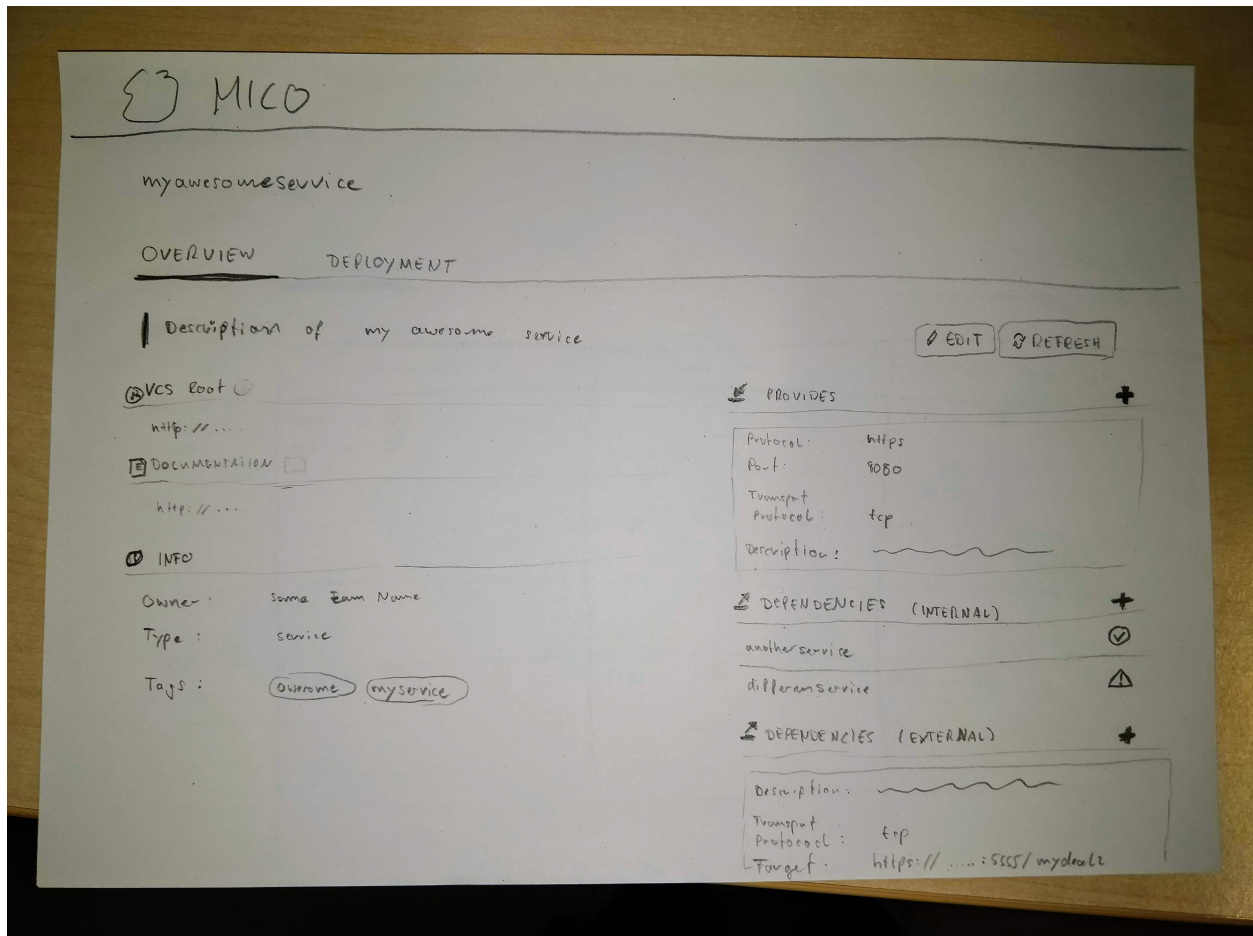 MICO
myawesomeservice
OVERVIEW DEPLOYMENT
Description of my awesome service
EDIT REFRESH
VCS Root
http://....
DOCUMENTATION
http://....
INFO
Owner: Some Team Name
Type: service
Tags: awesome myservice
PROVIDES
Protocol: https
Port: 8080
Transport
Protocol: tcp
Description:
DEPENDENCIES (INTERNAL)
anotherservice
differenservice
DEPENDENCIES (EXTERNAL)
Description:
Transport
Protocol: tcp
Target: https://.....:5555/